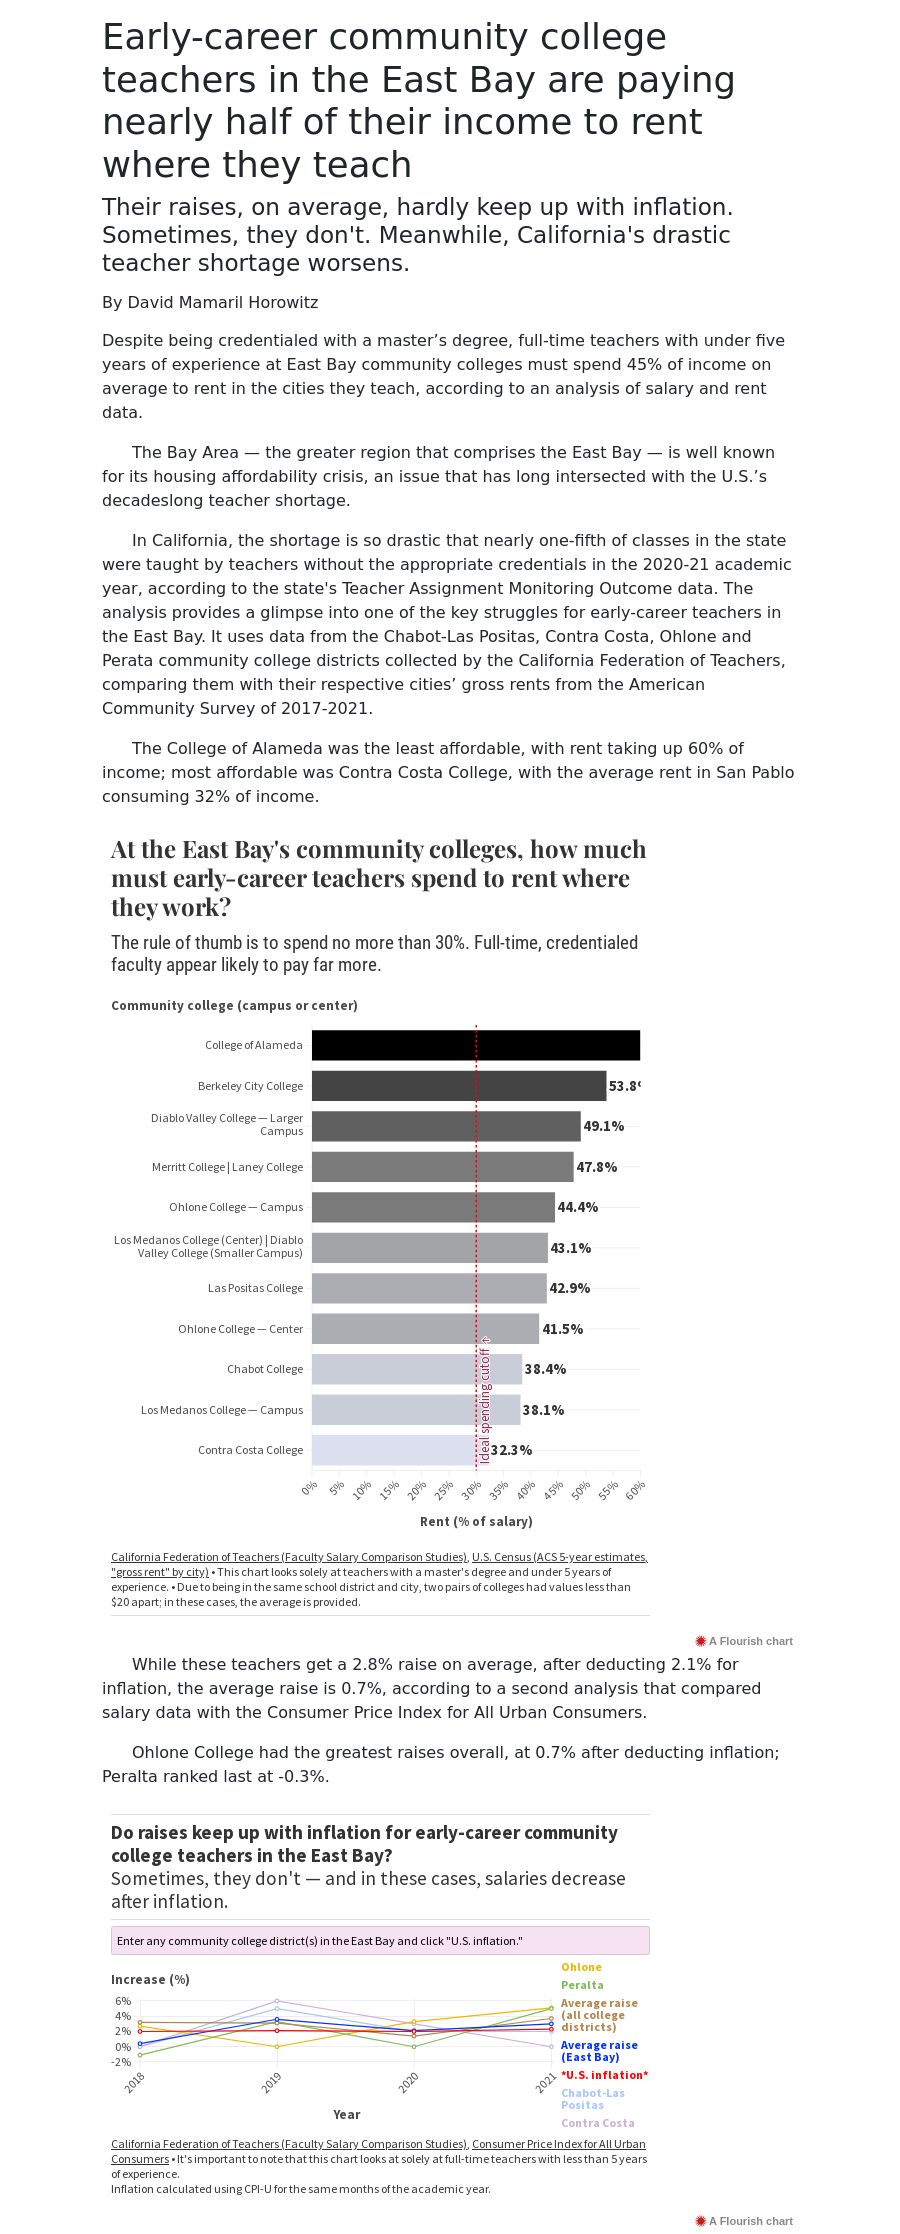 Early-career community college
teachers in the East Bay are paying
nearly half of their income to rent
where they teach
Their raises, on average, hardly keep up with inflation.
Sometimes, they don't. Meanwhile, California's drastic
teacher shortage worsens.
By David Mamaril Horowitz
Despite being credentialed with a master’s degree, full-time teachers with under five
years of experience at East Bay community colleges must spend 45% of income on
average to rent in the cities they teach, according to an analysis of salary and rent
data.
The Bay Area — the greater region that comprises the East Bay — is well known
for its housing affordability crisis, an issue that has long intersected with the U.S.’s
decadeslong teacher shortage.
In California, the shortage is so drastic that nearly one-fifth of classes in the state
were taught by teachers without the appropriate credentials in the 2020-21 academic
year, according to the state's Teacher Assignment Monitoring Outcome data. The
analysis provides a glimpse into one of the key struggles for early-career teachers in
the East Bay. It uses data from the Chabot-Las Positas, Contra Costa, Ohlone and
Perata community college districts collected by the California Federation of Teachers,
comparing them with their respective cities’ gross rents from the American
Community Survey of 2017-2021.
The College of Alameda was the least affordable, with rent taking up 60% of
income; most affordable was Contra Costa College, with the average rent in San Pablo
consuming 32% of income.
At the East Bay's community colleges, how much
must early-career teachers spend to rent where
they work?
The rule of thumb is to spend no more than 30%. Full-time, credentialed
faculty appear likely to pay far more.
Community college (campus or center)
College of Alameda
Berkeley City College 53.8%
Diablo Valley College — Larger
Campus 49.1%
Merritt College | Laney College 47.8%
Ohlone College — Campus 44.4%
Los Medanos College (Center) | Diablo
Valley College (Smaller Campus) 43.1%
Las Positas College 42.9%
Ohlone College — Center 41.5%
Chabot College 38.4%
Los Medanos College — Campus 38.1%
Contra Costa College 32.3%
Ideal spending cutoff ↑
0% 5% 10% 15% 20% 25% 30% 35% 40% 45% 50% 55% 60%
Rent (% of salary)
California Federation of Teachers (Faculty Salary Comparison Studies), U.S. Census (ACS 5-year estimates,
"gross rent" by city) • This chart looks solely at teachers with a master's degree and under 5 years of
experience. • Due to being in the same school district and city, two pairs of colleges had values less than
$20 apart; in these cases, the average is provided.
A Flourish chart
While these teachers get a 2.8% raise on average, after deducting 2.1% for
inflation, the average raise is 0.7%, according to a second analysis that compared
salary data with the Consumer Price Index for All Urban Consumers.
Ohlone College had the greatest raises overall, at 0.7% after deducting inflation;
Peralta ranked last at -0.3%.
Do raises keep up with inflation for early-career community
college teachers in the East Bay?
Sometimes, they don't — and in these cases, salaries decrease
after inflation.
Enter any community college district(s) in the East Bay and click "U.S. inflation."
Increase (%)
6%
4%
2%
0%
-2%
2018 2019 2020 2021
Year
Ohlone
Peralta
Average raise
(all college
districts)
Average raise
(East Bay)
*U.S. inflation*
Chabot-Las
Positas
Contra Costa
California Federation of Teachers (Faculty Salary Comparison Studies), Consumer Price Index for All Urban
Consumers • It's important to note that this chart looks at solely at full-time teachers with less than 5 years
of experience.
Inflation calculated using CPI-U for the same months of the academic year.
A Flourish chart